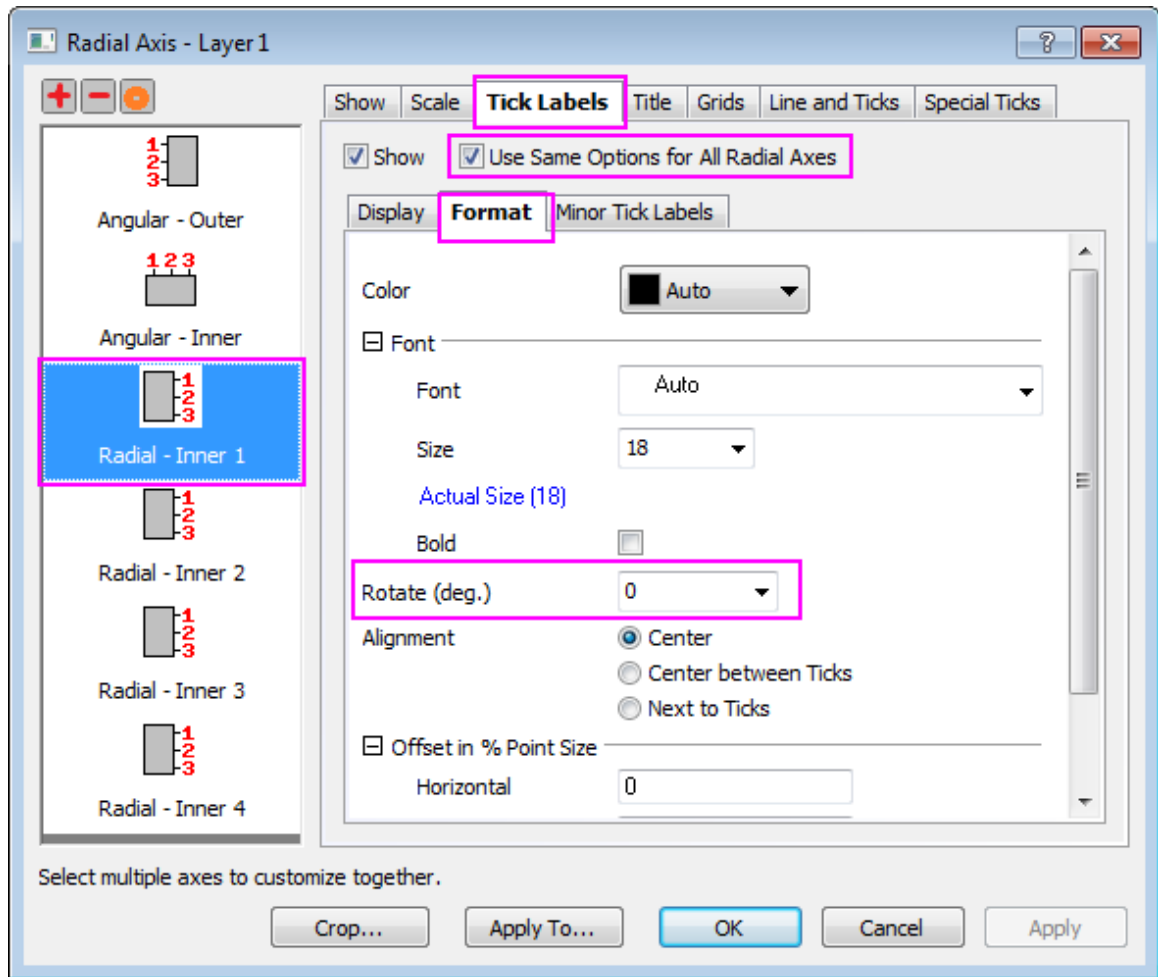 Radial Axis - Layer 1
Show Scale Tick Labels Title Grids Line and Ticks Special Ticks
Show Use Same Options for All Radial Axes
Display Format Minor Tick Labels
1
2
3
Angular - Outer
1 2 3
Angular - Inner
1
2
3
Radial - Inner 1
1
2
3
Radial - Inner 2
1
2
3
Radial - Inner 3
1
2
3
Radial - Inner 4
Color Auto
Font
Font Auto
Size 18
Actual Size (18)
Bold
Rotate (deg.) 0
Alignment Center
Center between Ticks
Next to Ticks
Offset in % Point Size
Horizontal 0
Select multiple axes to customize together.
Crop... Apply To... OK Cancel Apply